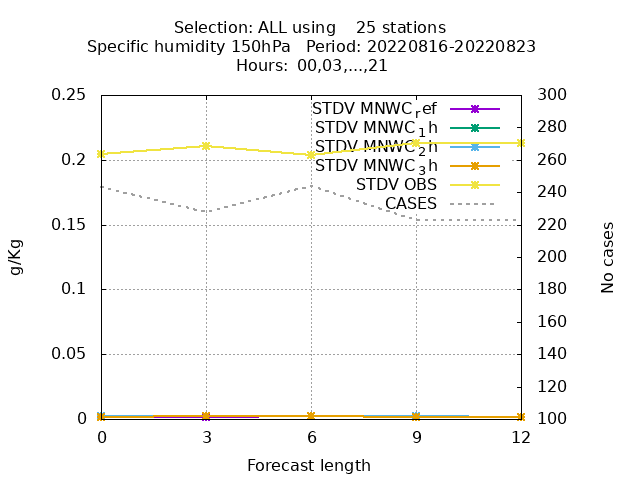 Selection: ALL using    25 stations
Specific humidity 150hPa   Period: 20220816-20220823
Hours:  00,03,...,21
STDV MNWC_ref
STDV MNWC_1h
STDV MNWC_2h
STDV MNWC_3h
STDV OBS
CASES
0.25
0.2
0.15
0.1
0.05
0
g/Kg
300
280
260
240
220
200
180
160
140
120
100
No cases
0 3 6 9 12
Forecast length